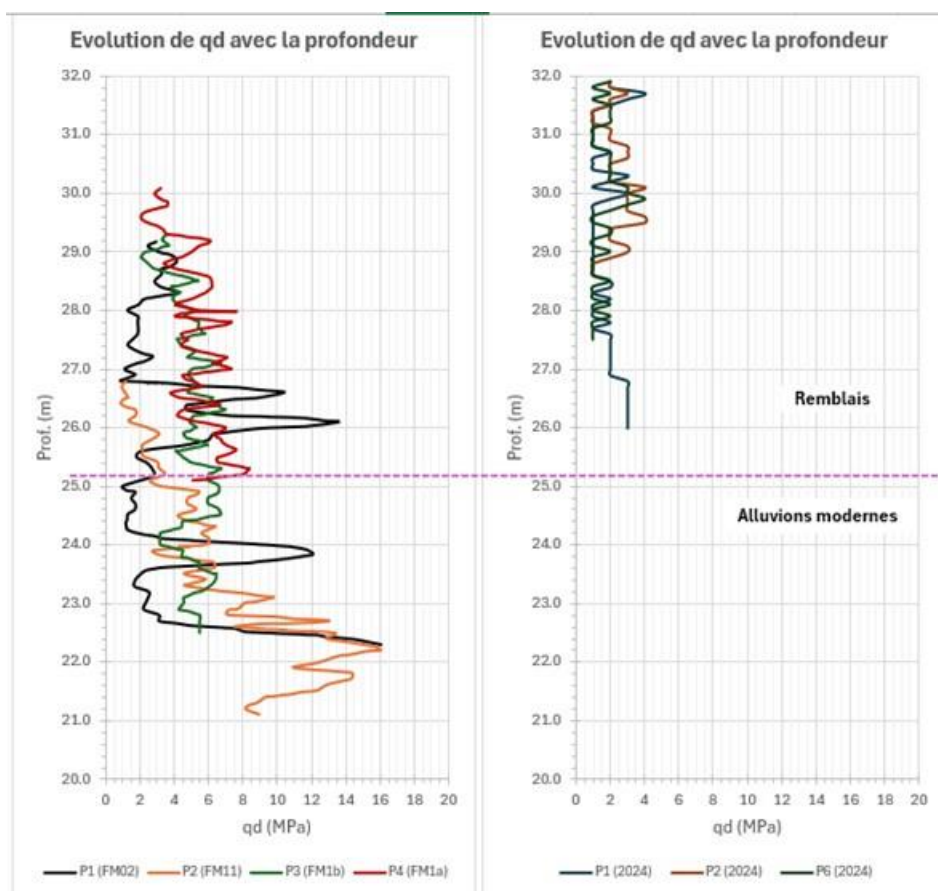 Evolution de qd avec la profondeur
32.0
31.0
30.0
29.0
28.0
27.0
26.0
25.0
24.0
23.0
22.0
21.0
20.0
Prof. (m)
0 2 4 6 8 10 12 14 16 18 20
qd (MPa)
P1 (FM02) P2 (FM11) P3 (FM1b) P4 (FM1a)
Evolution de qd avec la profondeur
32.0
31.0
30.0
29.0
28.0
27.0
26.0
25.0
24.0
23.0
22.0
21.0
20.0
Prof. (m)
Remblais
Alluvions modernes
0 2 4 6 8 10 12 14 16 18 20
qd (MPa)
P1 (2024) P2 (2024) P6 (2024)